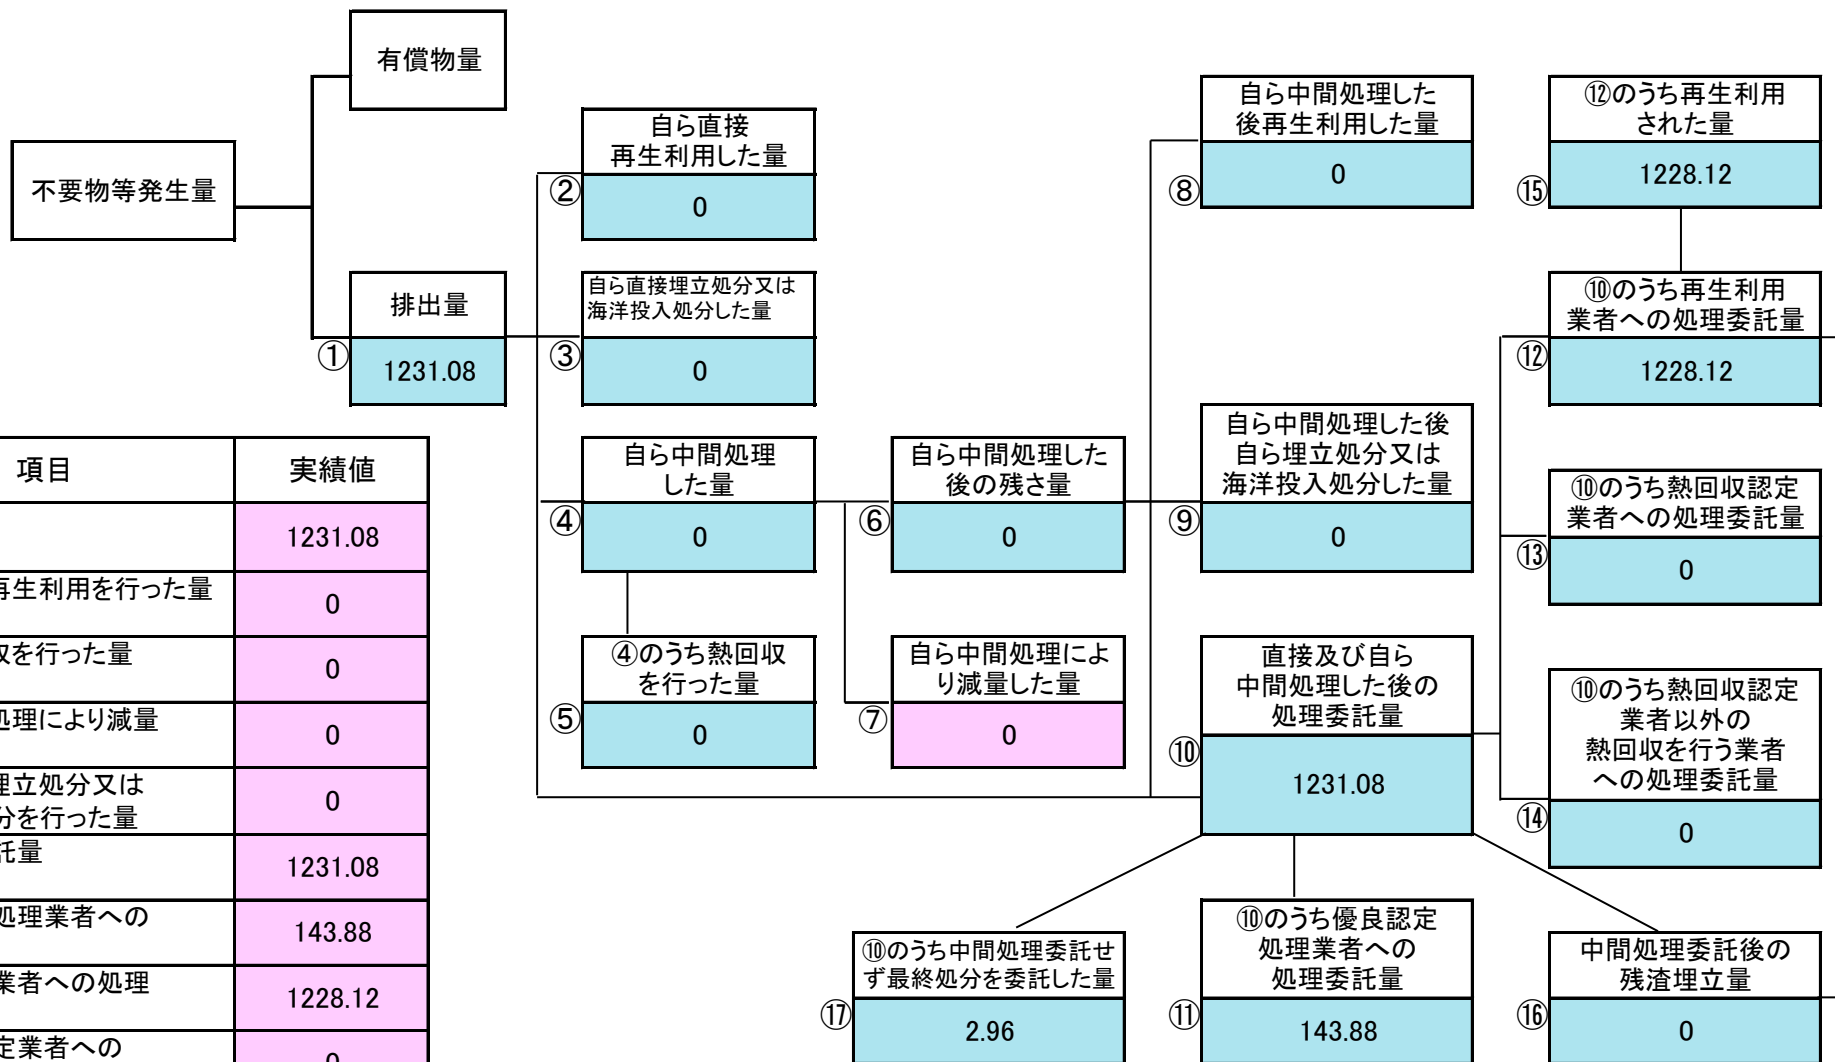 有償物量
不要物等発生量
排出量
①
1231.08
自ら直接
再生利用した量
②
0
自ら直接埋立処分又は
海洋投入処分した量
③
0
自ら中間処理
した量
④
0
④のうち熱回収
を行った量
⑤
0
自ら中間処理した
後の残さ量
⑥
0
自ら中間処理によ
り減量した量
⑦
0
自ら中間処理した
後再生利用した量
⑧
0
自ら中間処理した後
自ら埋立処分又は
海洋投入処分した量
⑨
0
直接及び自ら
中間処理した後の
処理委託量
⑩
1231.08
⑩のうち優良認定
処理業者への
処理委託量
⑪
143.88
⑫のうち再生利用
された量
⑮
1228.12
⑩のうち再生利用
業者への処理委託量
⑫
1228.12
⑩のうち熱回収認定
業者への処理委託量
⑬
0
⑩のうち熱回収認定
業者以外の
熱回収を行う業者
への処理委託量
⑭
0
中間処理委託後の
残渣埋立量
⑯
0
⑩のうち中間処理委託せ
ず最終処分を委託した量
⑰
2.96
項目 実績値
1231.08
再生利用を行った量 0
収を行った量 0
処理により減量 0
埋立処分又は
分を行った量 0
託量 1231.08
処理業者への 143.88
業者への処理 1228.12
定業者への 0